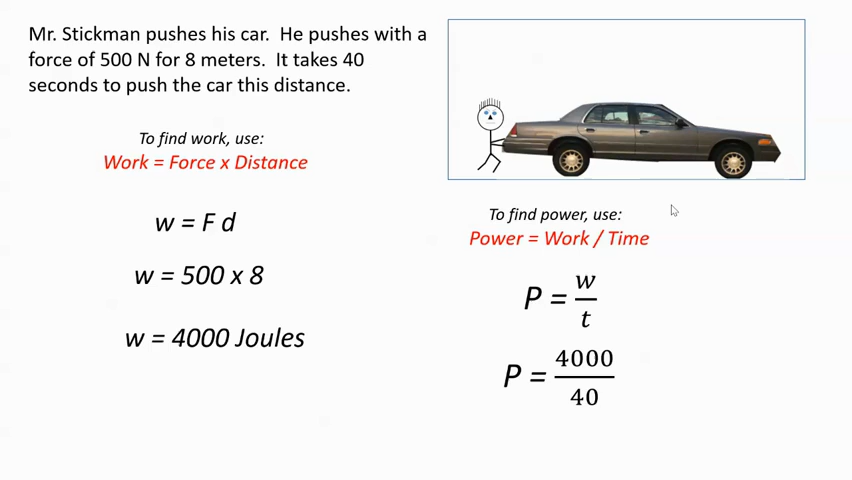 Mr. Stickman pushes his car. He pushes with a
force of 500 N for 8 meters. It takes 40
seconds to push the car this distance.
To find work, use:
Work = Force x Distance
w = F d
w = 500 x 8
w = 4000 Joules
To find power, use:
Power = Work / Time
P = w/t
P = 4000/40